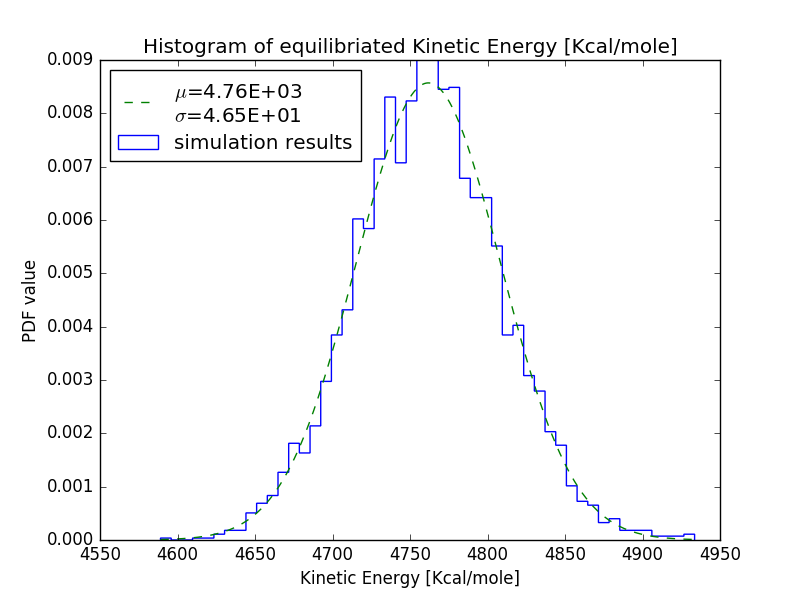 Histogram of equilibriated Kinetic Energy [Kcal/mole]
μ=4.76E+03
σ=4.65E+01
simulation results
PDF value
0.009
0.008
0.007
0.006
0.005
0.004
0.003
0.002
0.001
0.000
4550 4600 4650 4700 4750 4800 4850 4900 4950
Kinetic Energy [Kcal/mole]